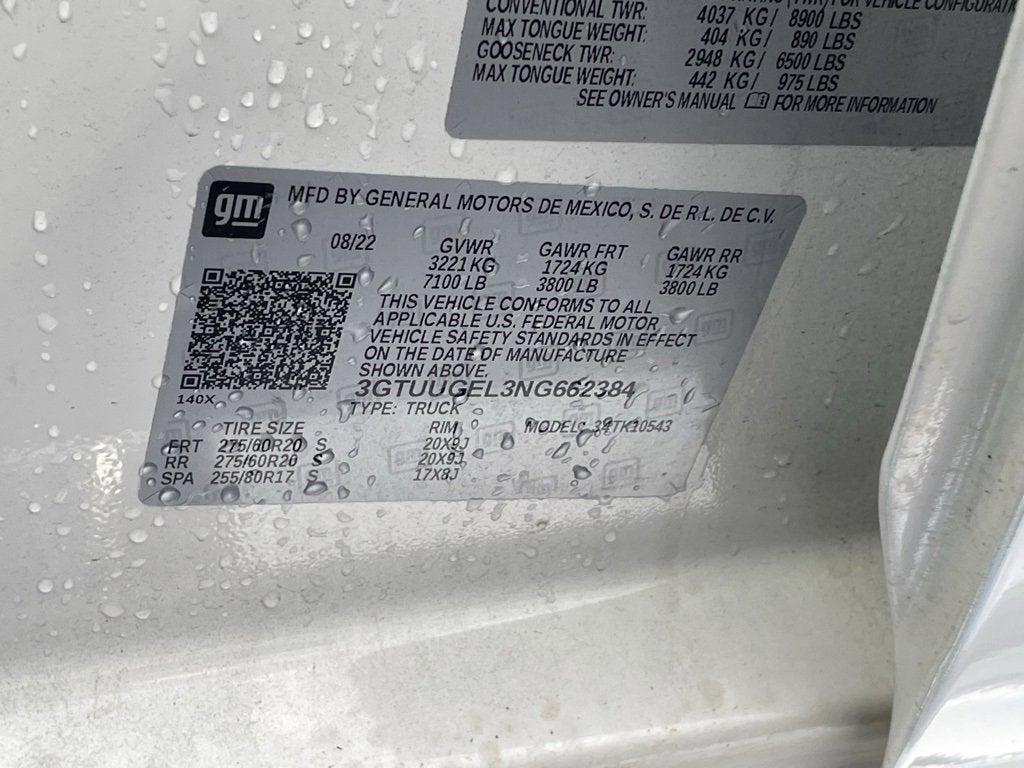 CONVENTIONAL TWR: 4037 KG/ 8900 LBS
MAX TONGUE WEIGHT: 404 KG/ 890 LBS
GOOSENECK TWR: 2948 KG/ 6500 LBS
MAX TONGUE WEIGHT: 442 KG/ 975 LBS
SEE OWNER'S MANUAL FOR MORE INFORMATION
gm
MFD BY GENERAL MOTORS DE MEXICO, S. DE R.L. DE C.V.
08/22 GVWR GAWR FRT GAWR RR
3221 KG 1724 KG 1724 KG
7100 LB 3800 LB 3800 LB
THIS VEHICLE CONFORMS TO ALL
APPLICABLE U.S. FEDERAL MOTOR
VEHICLE SAFETY STANDARDS IN EFFECT
ON THE DATE OF MANUFACTURE
SHOWN ABOVE.
3GTUUGEL3NG662384
140X
TYPE: TRUCK
TIRE SIZE RIM MODEL:
FRT 275/60R20 S 20X9J
RR 275/60R20 S 20X9J
SPA 255/80R17 S 17X8J